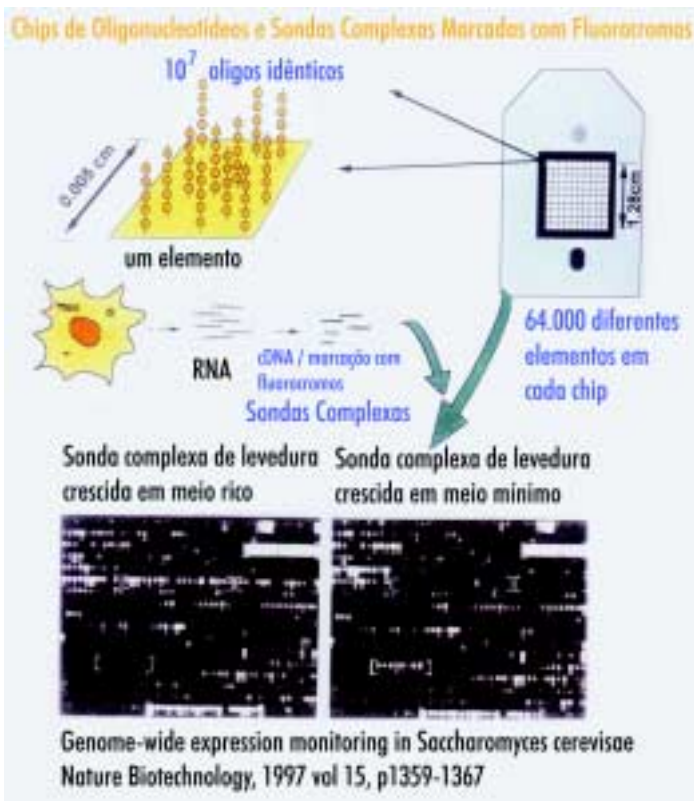 Chips de Oligonucleotídeos e Sondas Complexas Marcadas com Fluorocromos
10⁷ oligos idênticos
0.005 cm
um elemento
1.28cm
64.000 diferentes
elementos em
cada chip
RNA
cDNA / marcação com
fluorocromos
Sondas Complexas
Sonda complexa de levedura
crescida em meio rico
Sonda complexa de levedura
crescida em meio mínimo
Genome-wide expression monitoring in Saccharomyces cerevisae
Nature Biotechnology, 1997 vol 15, p1359-1367